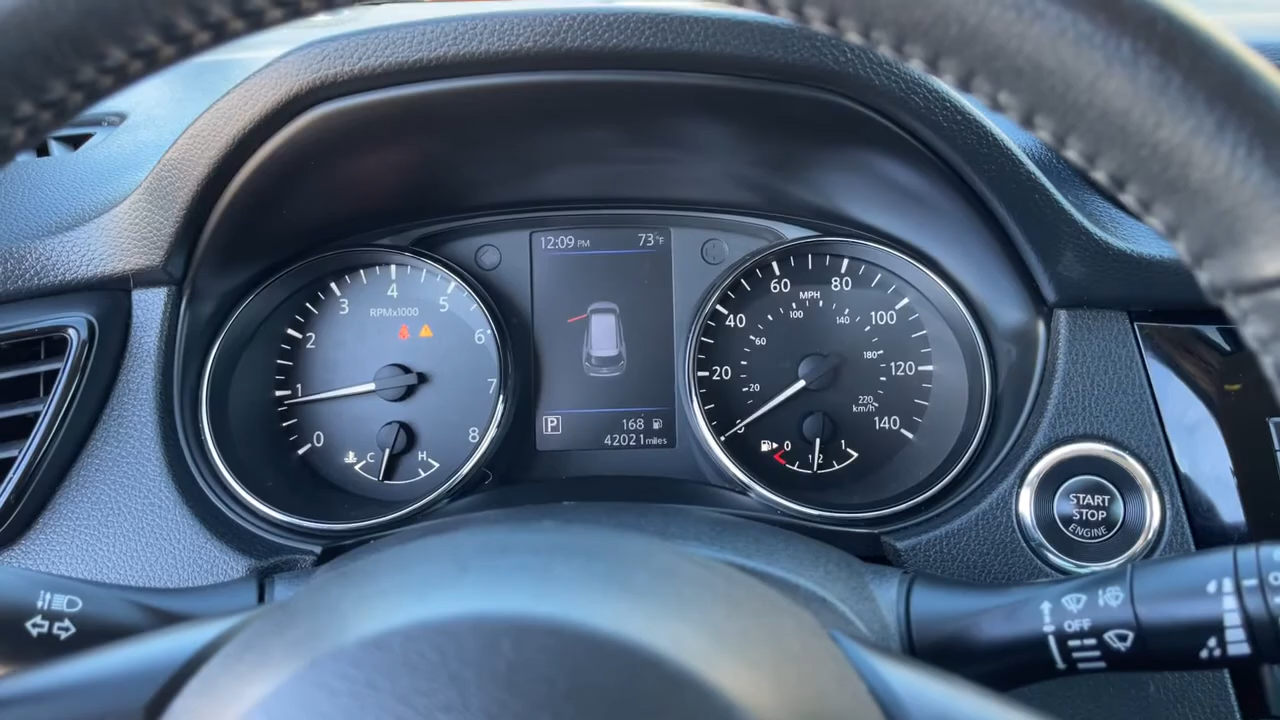 12:09 PM 73°F
P 168
42021 miles
RPMx1000
0
1
2
3
4
5
6
7
8
C H
MPH
20
40
60
80
100
120
140
20
60
100
140
180
220
km/h
0 1/2 1
START
STOP
ENGINE
OFF